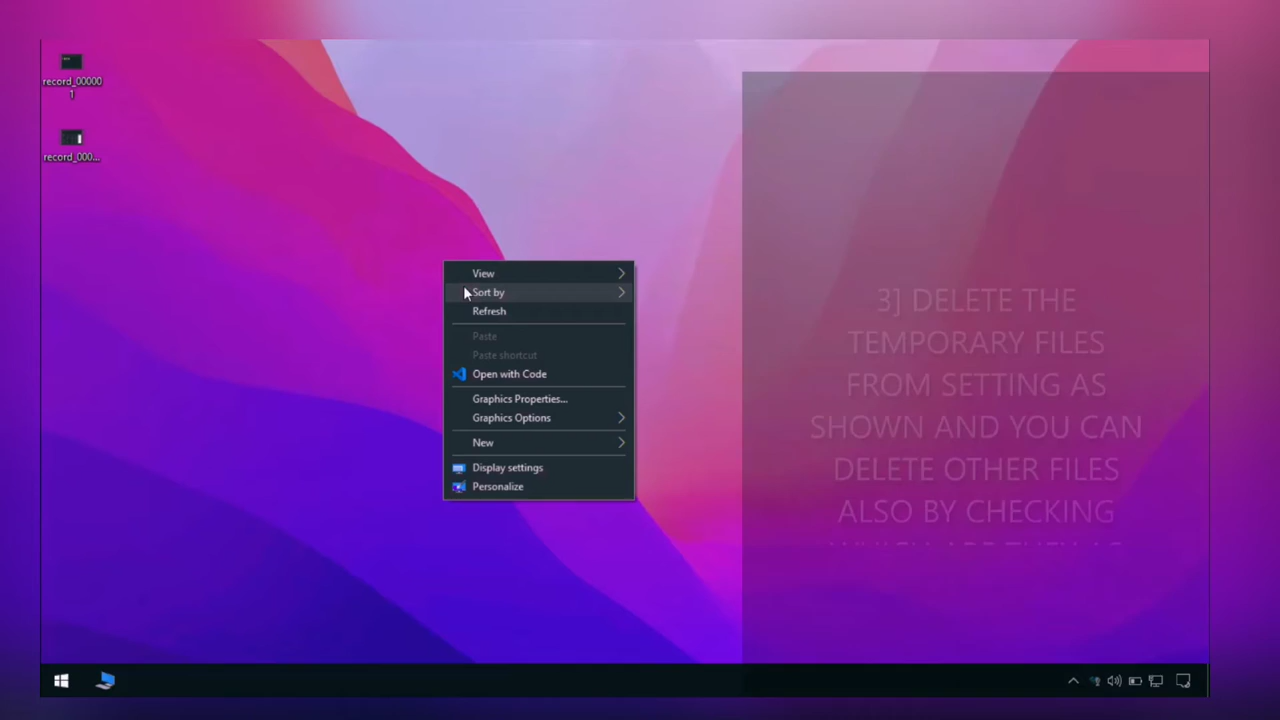 record_00000
1
record_000...
View
Sort by
Refresh
Paste
Paste shortcut
Open with Code
Graphics Properties...
Graphics Options
New
Display settings
Personalize
3] DELETE THE
TEMPORARY FILES
FROM SETTING AS
SHOWN AND YOU CAN
DELETE OTHER FILES
ALSO BY CHECKING